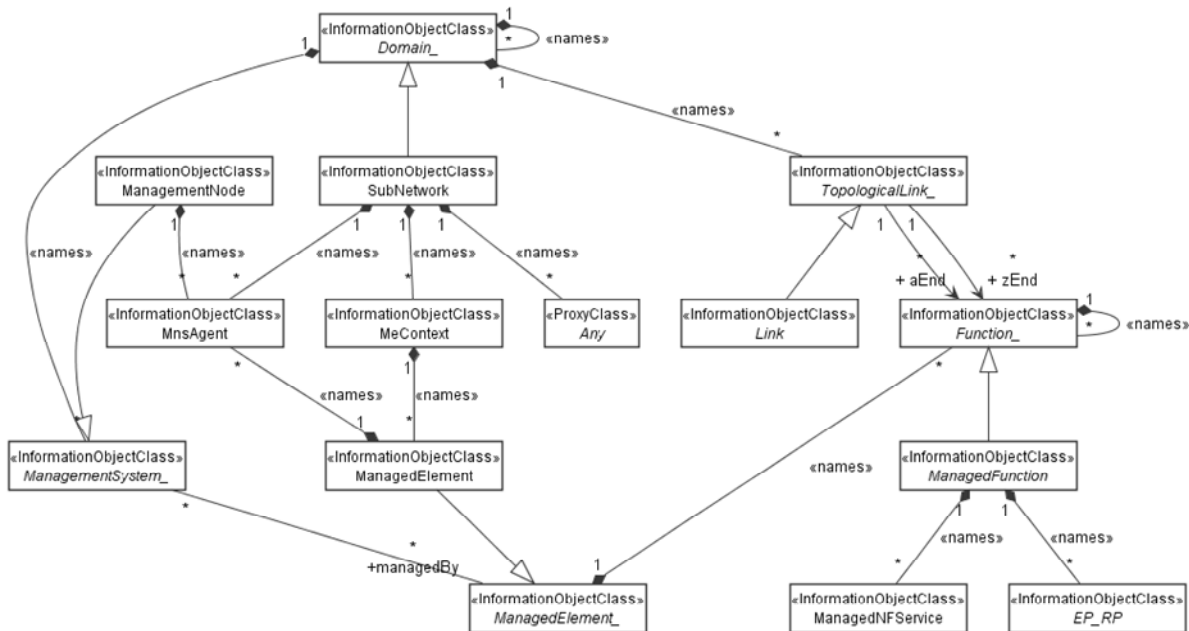 1
«InformationObjectClass»
Domain_
1
*
«names»
1
1
«names»
*
«InformationObjectClass»
ManagementNode
«InformationObjectClass»
SubNetwork
«InformationObjectClass»
TopologicalLink_
1
1
1
1
1
1
«names»
«names»
«names»
«names»
«names»
*
*
*
*
*
*
+ aEnd
+ zEnd
«InformationObjectClass»
MnsAgent
«InformationObjectClass»
MeContext
«ProxyClass»
Any
«InformationObjectClass»
Link
«InformationObjectClass»
Function_
1
*
«names»
*
1
*
«names»
«names»
1
*
*
«InformationObjectClass»
ManagementSystem_
«InformationObjectClass»
ManagedElement
«InformationObjectClass»
ManagedFunction
«names»
*
1
1
«names»
«names»
*
+managedBy
*
*
1
«InformationObjectClass»
ManagedElement_
«InformationObjectClass»
ManagedNFService
«InformationObjectClass»
EP_RP